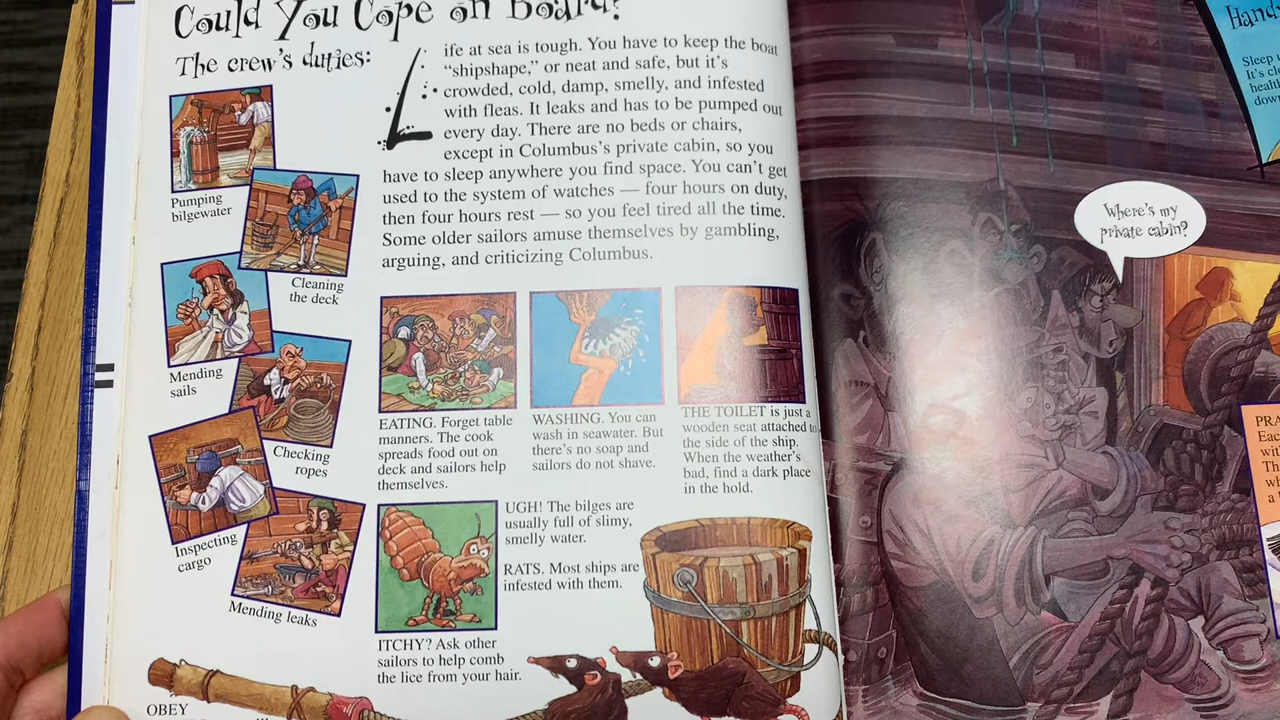 Could You Cope on Board?
The crew's duties:
Life at sea is tough. You have to keep the boat
"shipshape," or neat and safe, but it's
crowded, cold, damp, smelly, and infested
with fleas. It leaks and has to be pumped out
every day. There are no beds or chairs,
except in Columbus's private cabin, so you
have to sleep anywhere you find space. You can't get
used to the system of watches — four hours on duty,
then four hours rest — so you feel tired all the time.
Some older sailors amuse themselves by gambling,
arguing, and criticizing Columbus.
Pumping
bilgewater
Cleaning
the deck
Mending
sails
Checking
ropes
Inspecting
cargo
Mending leaks
EATING. Forget table
manners. The cook
spreads food out on
deck and sailors help
themselves.
WASHING. You can
wash in seawater. But
there's no soap and
sailors do not shave.
THE TOILET is just a
wooden seat attached to
the side of the ship.
When the weather's
bad, find a dark place
in the hold.
UGH! The bilges are
usually full of slimy,
smelly water.
RATS. Most ships are
infested with them.
ITCHY? Ask other
sailors to help comb
the lice from your hair.
OBEY
Where's my
private cabin?
Sleep
It's